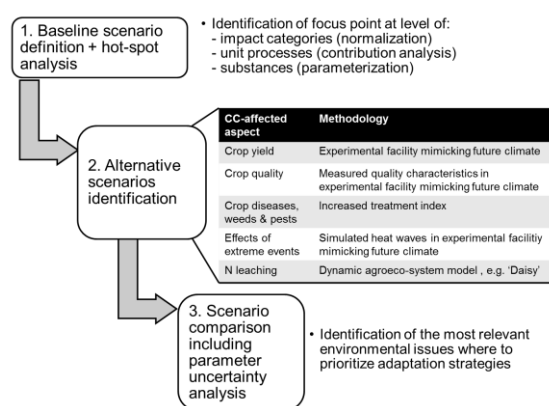 1. Baseline scenario
definition + hot-spot
analysis
• Identification of focus point at level of:
- impact categories (normalization)
- unit processes (contribution analysis)
- substances (parameterization)
2. Alternative
scenarios
identification
CC-affected
aspect
Methodology
Crop yield
Experimental facility mimicking future climate
Crop quality
Measured quality characteristics in
experimental facility mimicking future climate
Crop diseases,
weeds & pests
Increased treatment index
Effects of
extreme events
Simulated heat waves in experimental facilitiy
mimicking future climate
N leaching
Dynamic agroeco-system model , e.g. ‘Daisy’
3. Scenario
comparison
including
parameter
uncertainty
analysis
• Identification of the most relevant
environmental issues where to
prioritize adaptation strategies